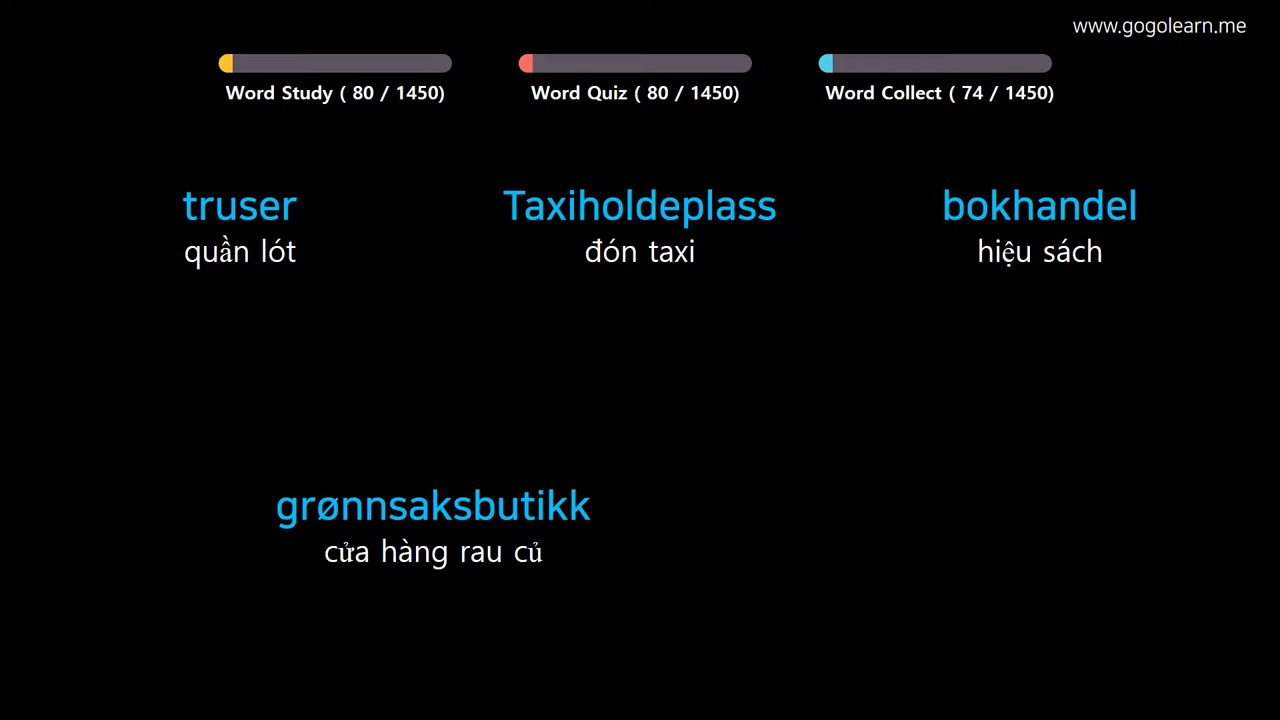 www.gogolearn.me
Word Study ( 80 / 1450)
Word Quiz ( 80 / 1450)
Word Collect ( 74 / 1450)
truser
quần lót
Taxiholdeplass
đón taxi
bokhandel
hiệu sách
grønnsaksbutikk
cửa hàng rau củ